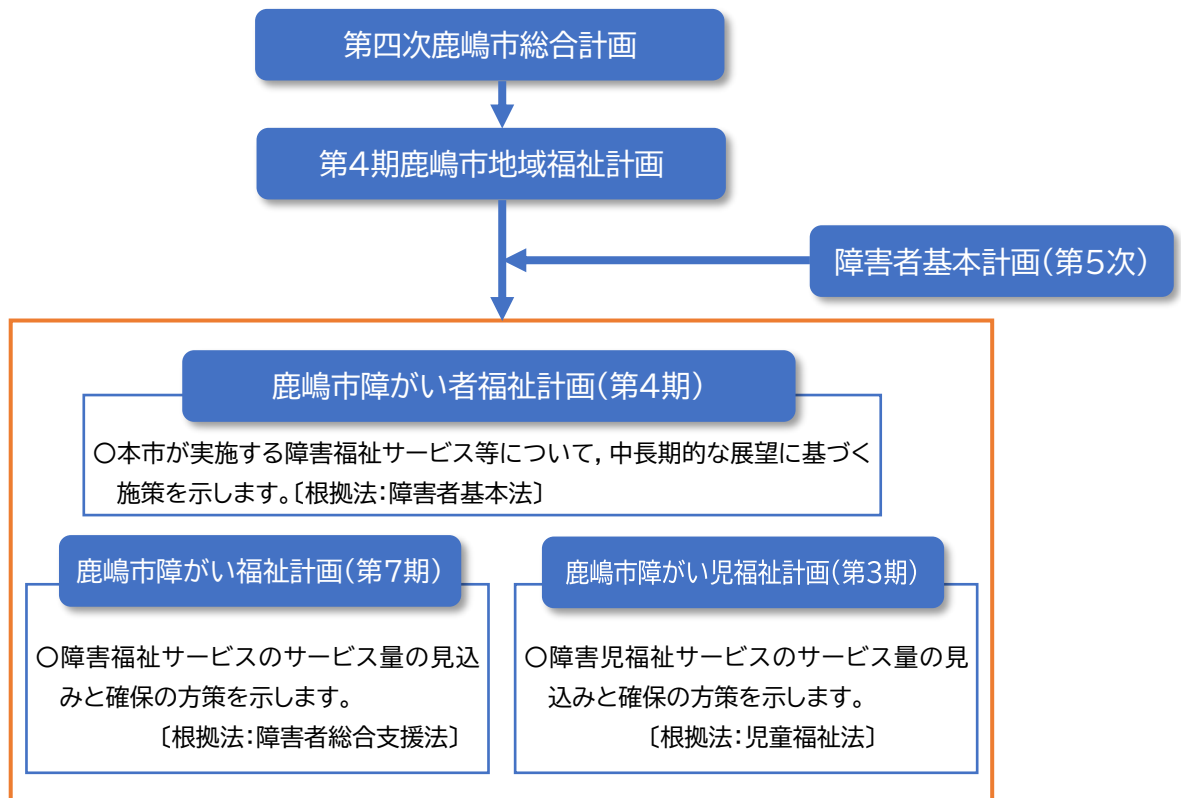 第四次鹿嶋市総合計画
第4期鹿嶋市地域福祉計画
障害者基本計画(第5次)
鹿嶋市障がい者福祉計画(第4期)
〇本市が実施する障害福祉サービス等について,中長期的な展望に基づく
施策を示します。〔根拠法:障害者基本法〕
鹿嶋市障がい福祉計画(第7期)
〇障害福祉サービスのサービス量の見込
みと確保の方策を示します。
〔根拠法:障害者総合支援法〕
鹿嶋市障がい児福祉計画(第3期)
〇障害児福祉サービスのサービス量の見
込みと確保の方策を示します。
〔根拠法:児童福祉法〕